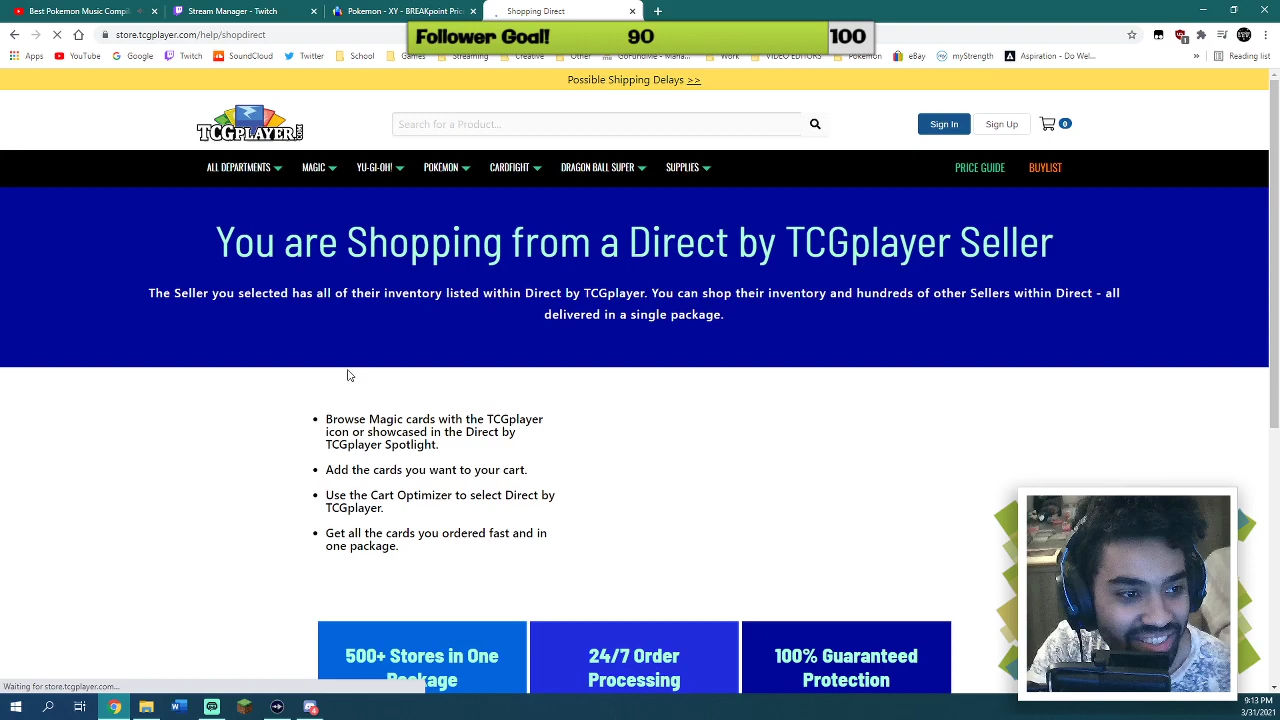 Best Pokemon Music Compil
Stream Manager - Twitch
Pokemon - XY - BREAKpoint Pric
Shopping Direct
store.tcgplayer.com/help/shopdirect
Follower Goal! 90 100
Apps YouTube Google Twitch SoundCloud Twitter School Games Streaming Creative Other GoFundMe - Mana... Work VIDEO EDITORS Pokemon eBay myStrength Aspiration - Do Wel... » Reading list
Possible Shipping Delays >>
TCGPLAYER.COM
Search for a Product...
Sign In Sign Up 0
ALL DEPARTMENTS MAGIC YU-GI-OH! POKEMON CARDFIGHT DRAGON BALL SUPER SUPPLIES PRICE GUIDE BUYLIST
You are Shopping from a Direct by TCGplayer Seller
The Seller you selected has all of their inventory listed within Direct by TCGplayer. You can shop their inventory and hundreds of other Sellers within Direct - all
delivered in a single package.
• Browse Magic cards with the TCGplayer
icon or showcased in the Direct by
TCGplayer Spotlight.
• Add the cards you want to your cart.
• Use the Cart Optimizer to select Direct by
TCGplayer.
• Get all the cards you ordered fast and in
one package.
500+ Stores in One
Package
24/7 Order
Processing
100% Guaranteed
Protection
Waiting for store.tcgplayer.com...
9:13 PM
3/31/2021